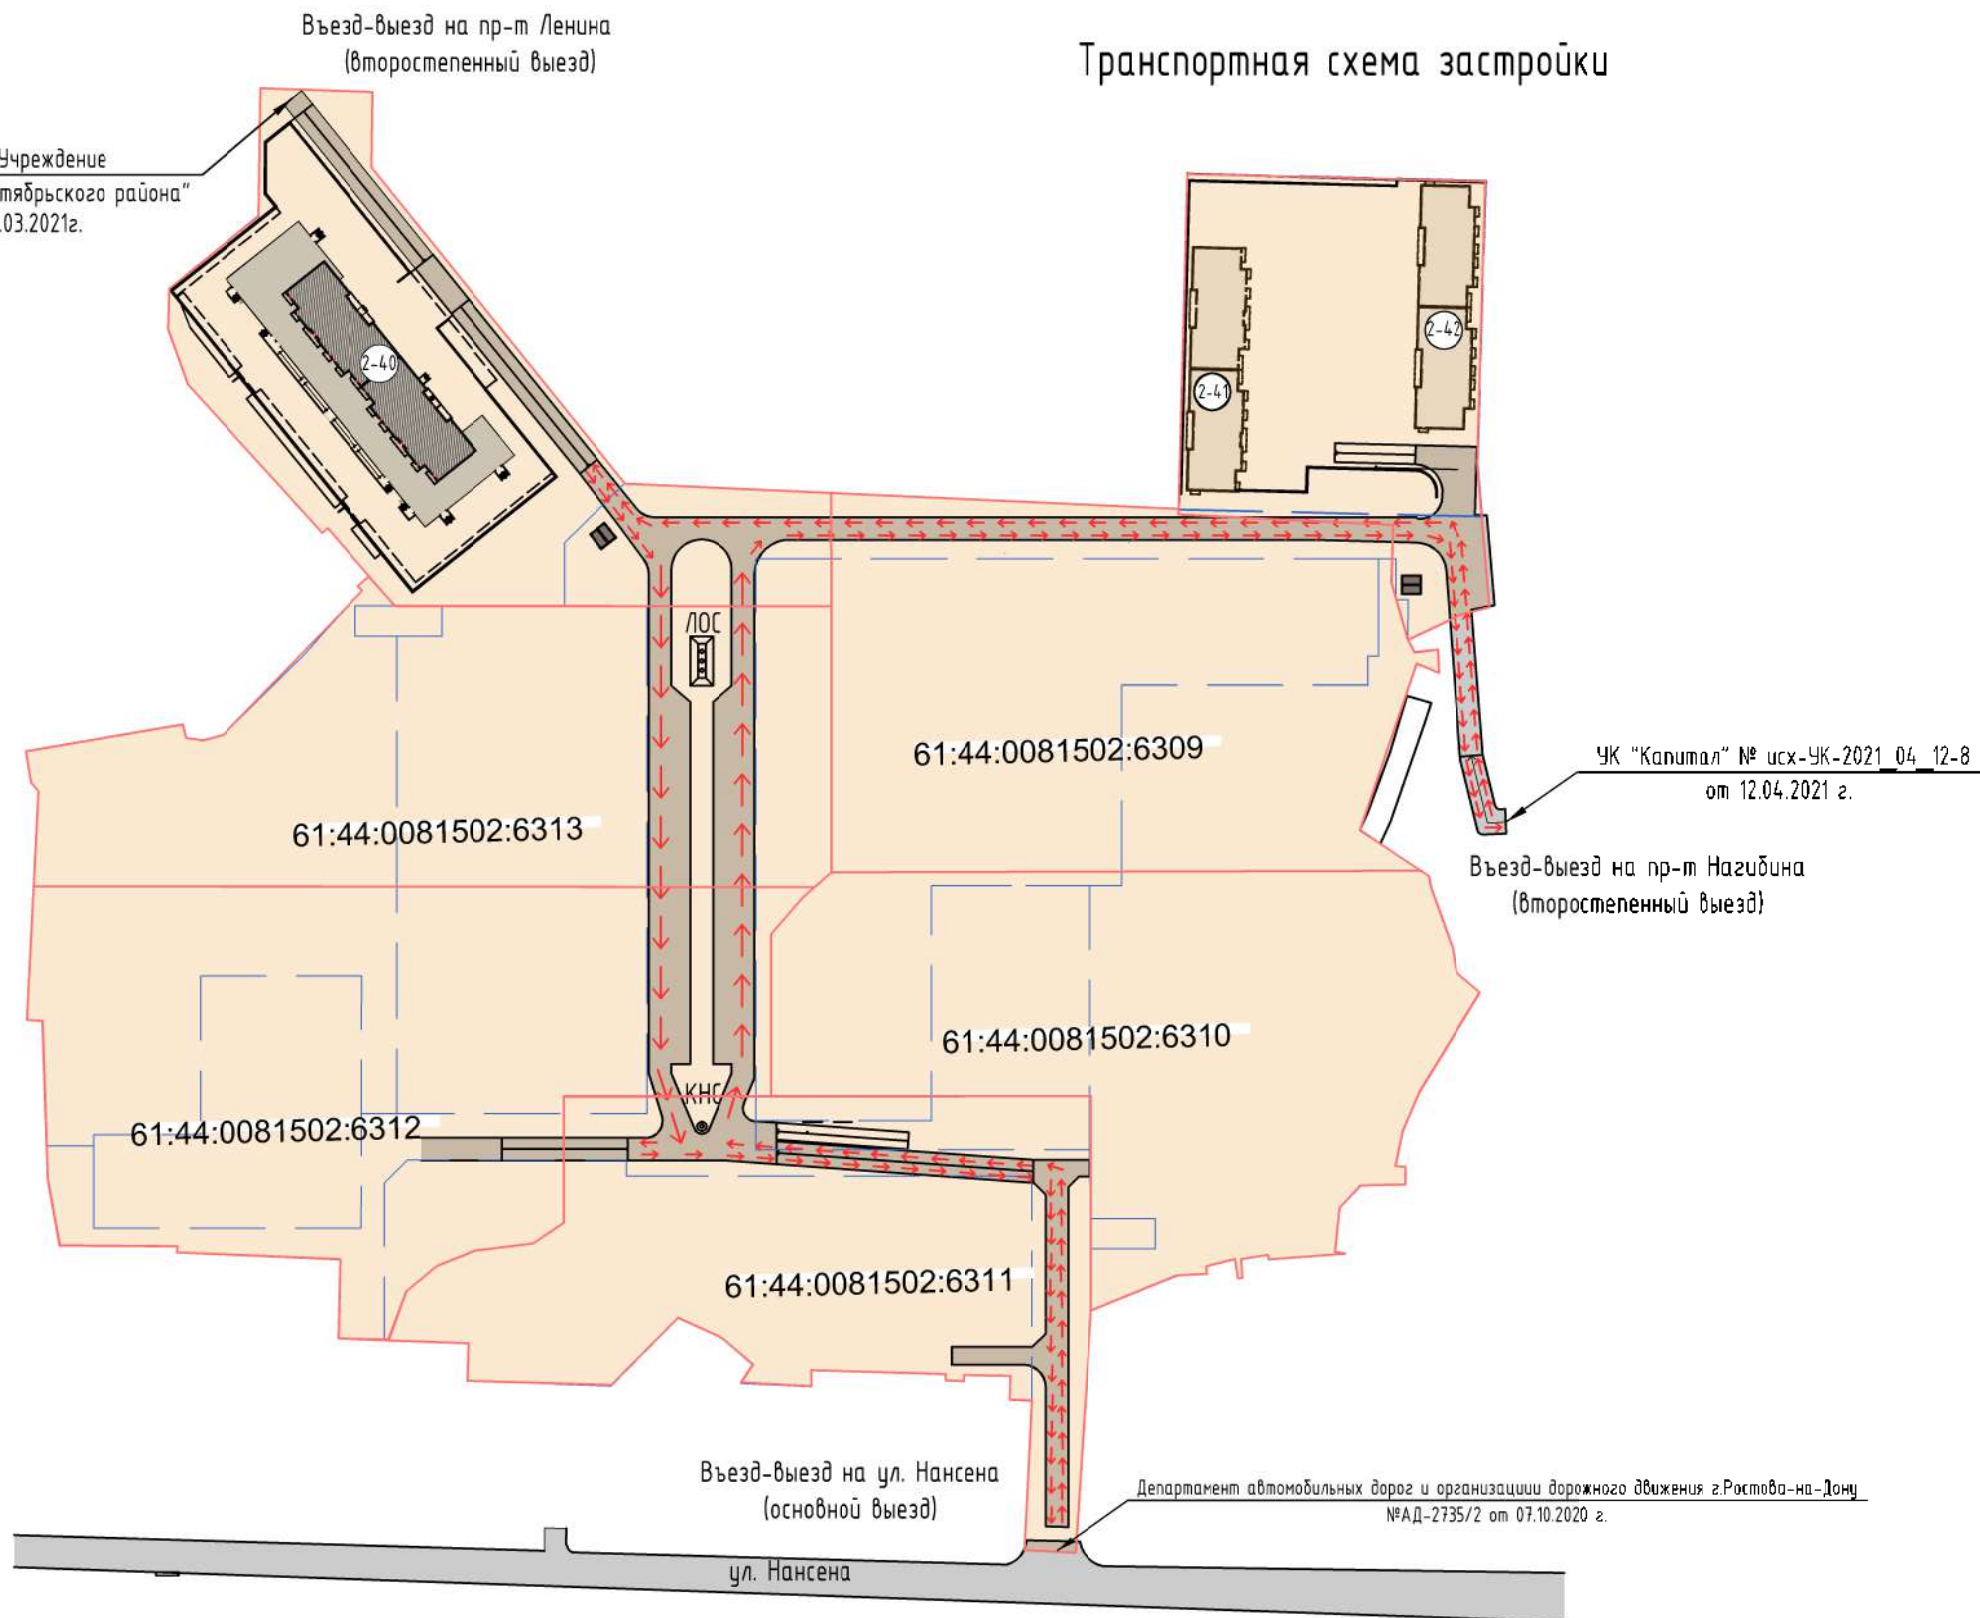 Въезд-выезд на пр-т Ленина
(второстепенный выезд)
Транспортная схема застройки
Учреждение
тябрьского района"
.03.2021г.
2-40
2-41
2-42
ЛОС
61:44:0081502:6309
61:44:0081502:6313
УК "Капитал" № исх-УК-2021_04_12-8
от 12.04.2021 г.
Въезд-выезд на пр-т Нагибина
(второстепенный выезд)
61:44:0081502:6310
КНС
61:44:0081502:6312
61:44:0081502:6311
Въезд-выезд на ул. Нансена
(основной выезд)
Департамент автомобильных дорог и организациии дорожного движения г.Ростова-на-Дону
№АД-2735/2 от 07.10.2020 г.
ул. Нансена